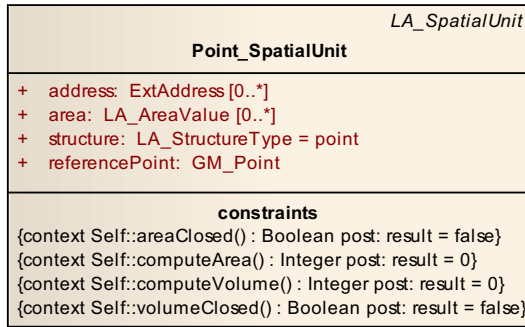 LA_SpatialUnit
Point_SpatialUnit
+ address: ExtAddress [0..*]
+ area: LA_AreaValue [0..*]
+ structure: LA_StructureType = point
+ referencePoint: GM_Point
constraints
{context Self::areaClosed() : Boolean post: result = false}
{context Self::computeArea() : Integer post: result = 0}
{context Self::computeVolume() : Integer post: result = 0}
{context Self::volumeClosed() : Boolean post: result = false}